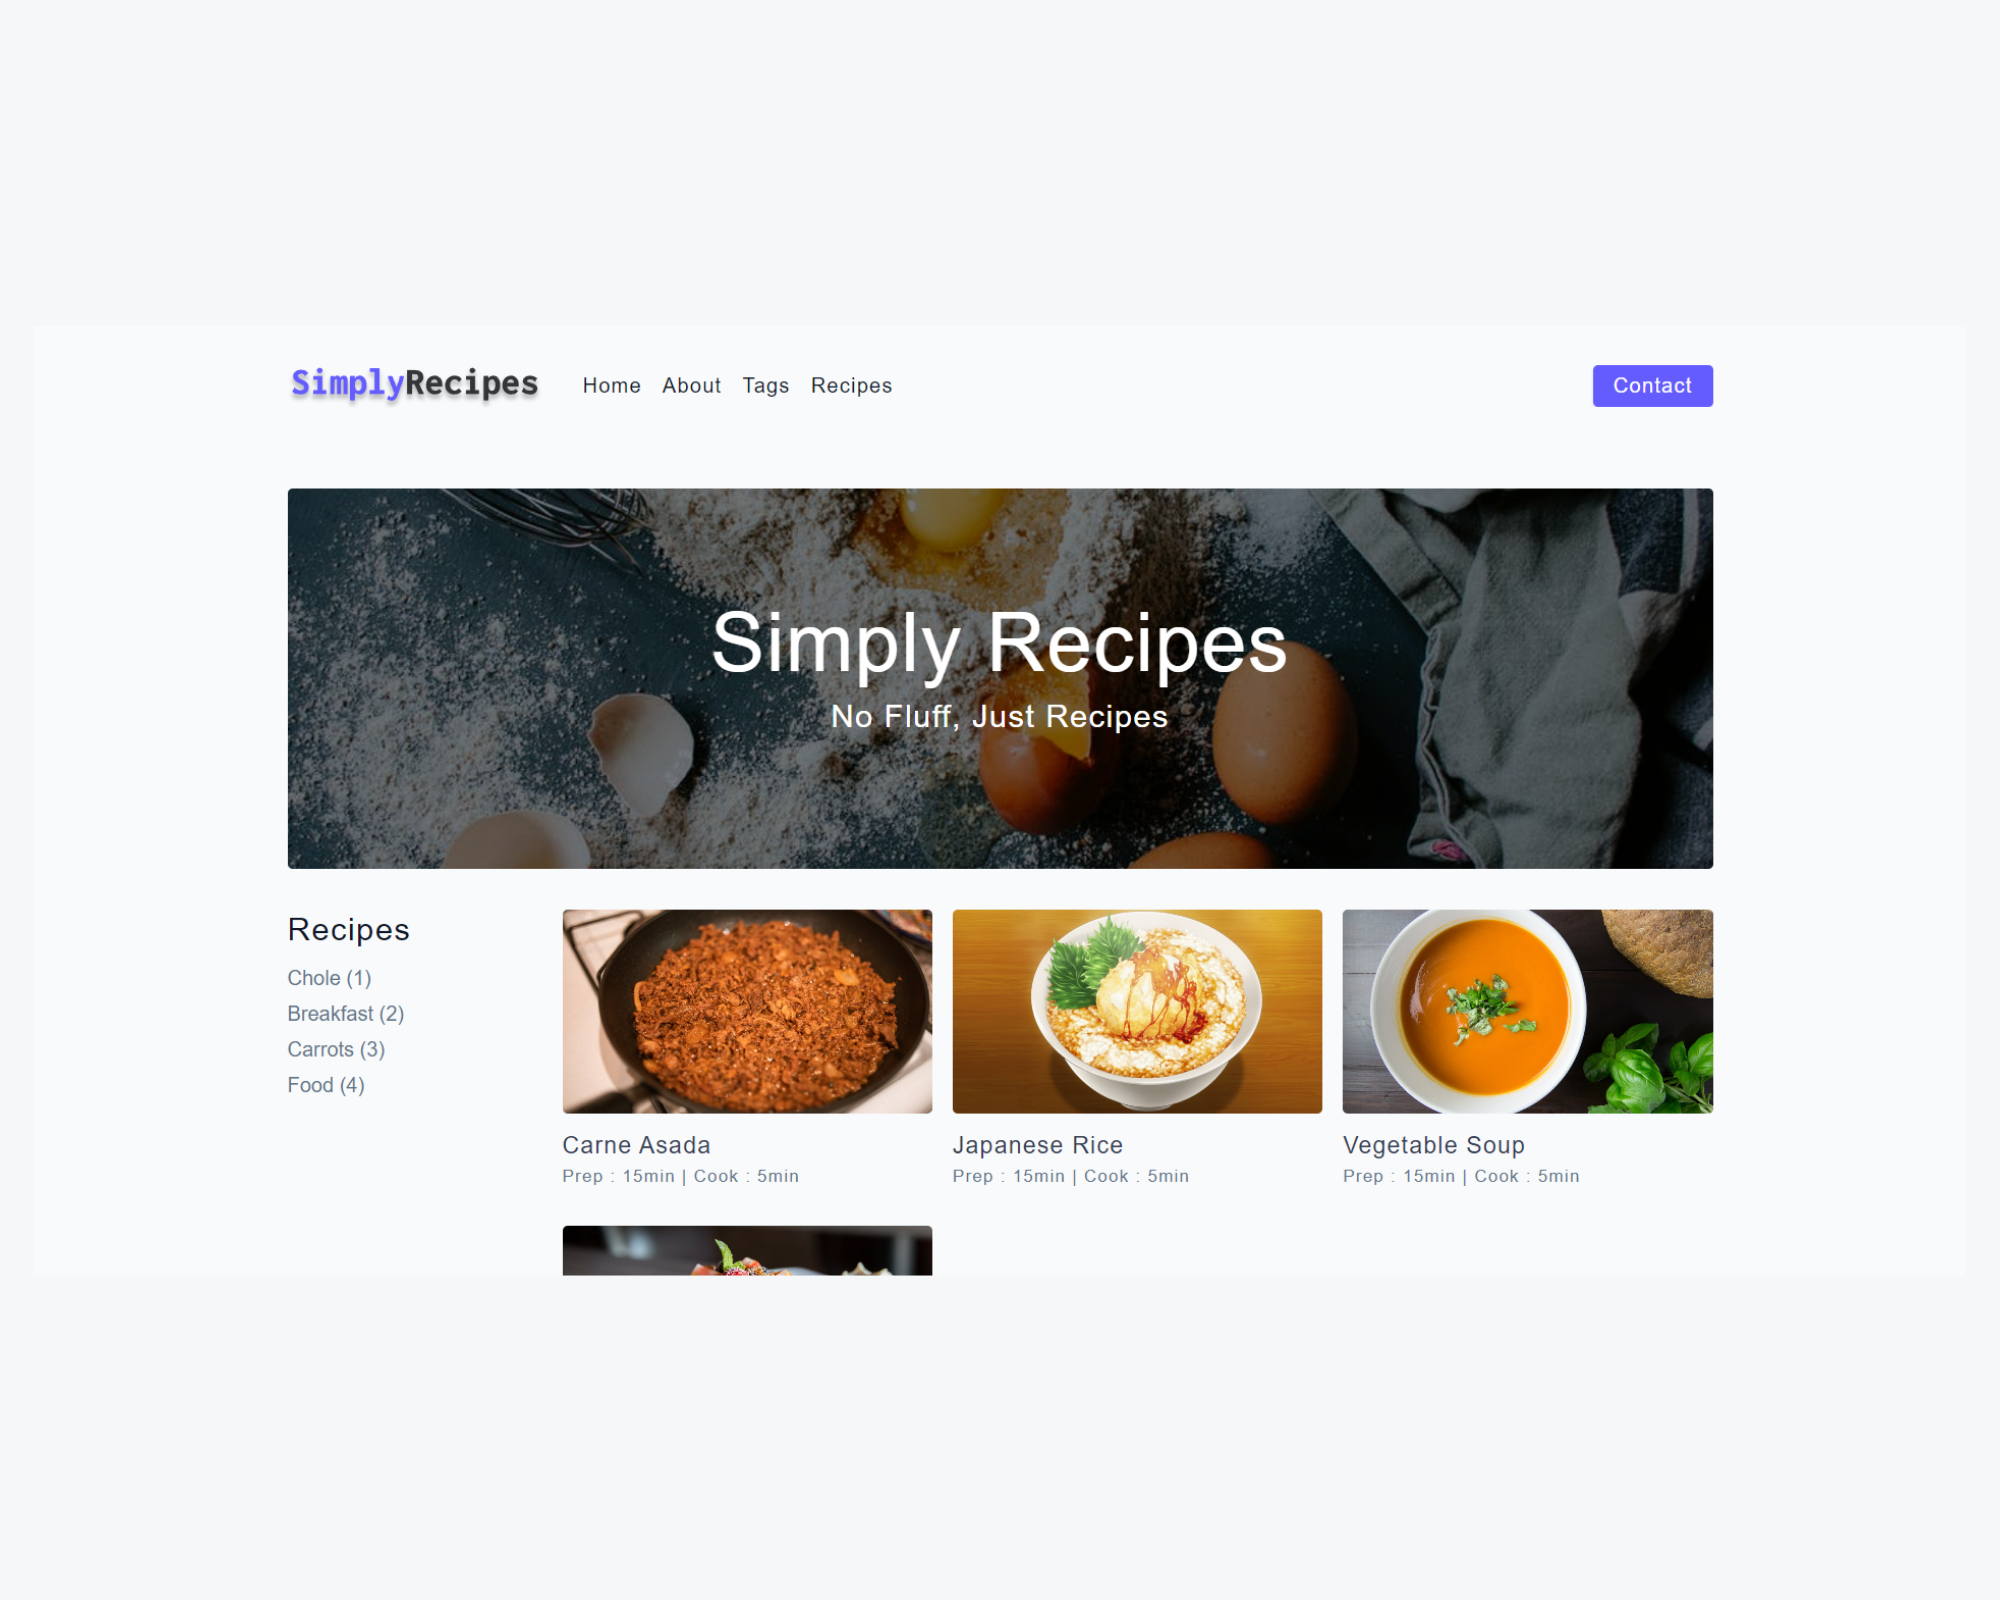 SimplyRecipes Home About Tags Recipes Contact
Simply Recipes
No Fluff, Just Recipes
Recipes
Chole (1)
Breakfast (2)
Carrots (3)
Food (4)
Carne Asada
Prep : 15min | Cook : 5min
Japanese Rice
Prep : 15min | Cook : 5min
Vegetable Soup
Prep : 15min | Cook : 5min